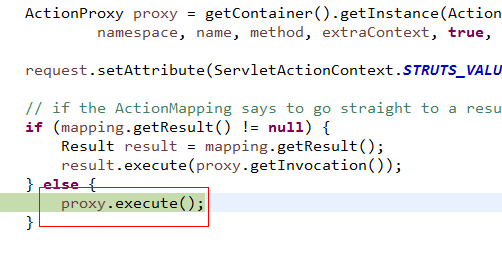 ActionProxy proxy = getContainer().getInstance(Action
namespace, name, method, extraContext, true,
request.setAttribute(ServletActionContext.STRUTS_VALU
// if the ActionMapping says to go straight to a resu
if (mapping.getResult() != null) {
Result result = mapping.getResult();
result.execute(proxy.getInvocation());
} else {
proxy.execute();
}